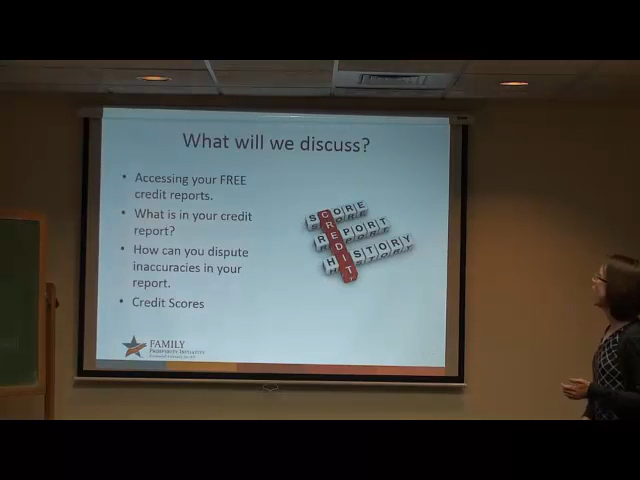 What will we discuss?
• Accessing your FREE
credit reports.
• What is in your credit
report?
• How can you dispute
inaccuracies in your
report.
• Credit Scores
SCORE
REPORT
HISTORY
CREDIT
FAMILY
PROSPERITY INITIATIVE